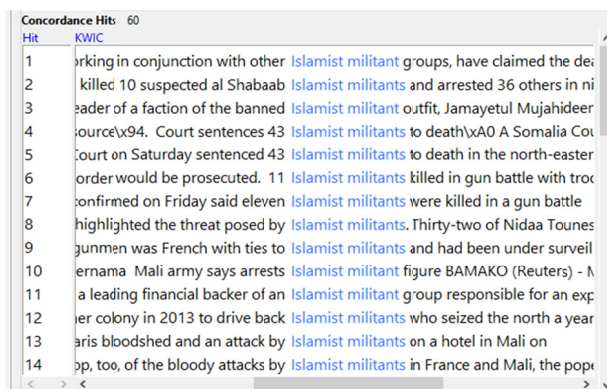 Concordance Hits 60
Hit KWIC
1 orking in conjunction with other Islamist militant groups, have claimed the dea
2 killed 10 suspected al Shabaab Islamist militants and arrested 36 others in ni
3 eader of a faction of the banned Islamist militant outfit, Jamayetul Mujahideer
4 source\x94. Court sentences 43 Islamist militants to death\xA0 A Somalia Cou
5 Court on Saturday sentenced 43 Islamist militants to death in the north-easter
6 order would be prosecuted. 11 Islamist militants killed in gun battle with troo
7 confirmed on Friday said eleven Islamist militants were killed in a gun battle
8 highlighted the threat posed by Islamist militants. Thirty-two of Nidaa Tounes
9 gunmen was French with ties to Islamist militants and had been under surveil
10 ernama Mali army says arrests Islamist militant figure BAMAKO (Reuters) - M
11 a leading financial backer of an Islamist militant group responsible for an exp
12 er colony in 2013 to drive back Islamist militants who seized the north a year
13 aris bloodshed and an attack by Islamist militants on a hotel in Mali on
14 op, too, of the bloody attacks by Islamist militants in France and Mali, the pope